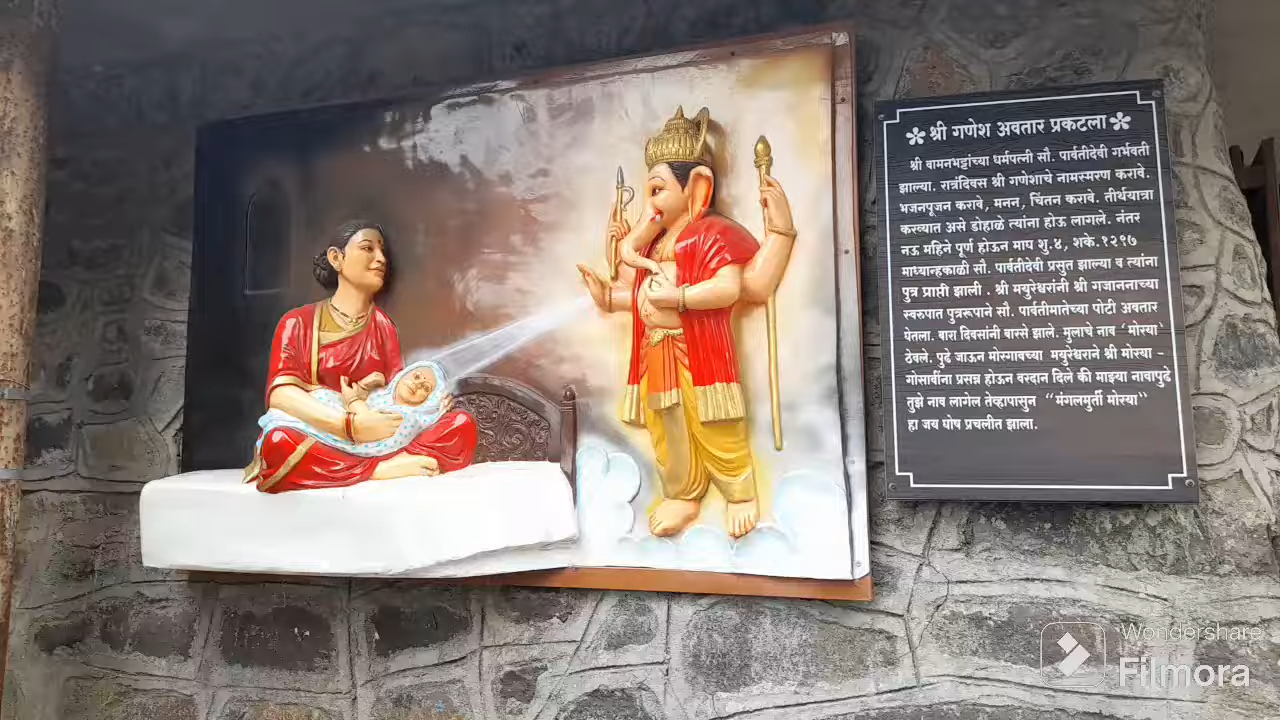 श्री गणेश अवतार प्रकटला
श्री वामनभट्टांच्या धर्मपत्नी सौ. पार्वतीदेवी गर्भवती
झाल्या. रात्रंदिवस श्री गणेशाचे नामस्मरण करावे.
भजनपूजन करावे, मनन, चिंतन करावे. तीर्थयात्रा
करव्यात असे डोहाळे त्यांना होऊ लागले. नंतर
नऊ महिने पूर्ण होऊन माघ शु.४, शके.१२९७
माध्यान्हकाळी सौ. पार्वतीदेवी प्रसुत झाल्या व त्यांना
पुत्र प्राप्ती झाली . श्री मयुरेश्वरांनी श्री गजाननाच्या
स्वरुपात पुत्ररूपाने सौ. पार्वतीमातेच्या पोटी अवतार
घेतला. बारा दिवसांनी बारसे झाले. मुलाचे नाव ‘मोरया’
ठेवले. पुढे जाऊन मोरगावच्या मयुरेश्वराने श्री मोरया -
गोसावींना प्रसन्न होऊन वरदान दिले की माझ्या नावापुढे
तुझे नाव लागेल तेव्हापासुन “मंगलमुर्ती मोरया“
हा जय घोष प्रचलीत झाला.
Wondershare
Filmora